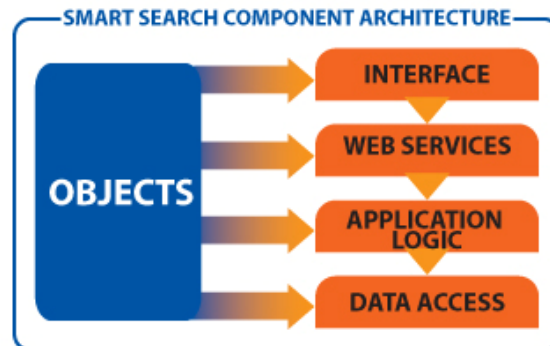 SMART SEARCH COMPONENT ARCHITECTURE
OBJECTS
INTERFACE
WEB SERVICES
APPLICATION
LOGIC
DATA ACCESS